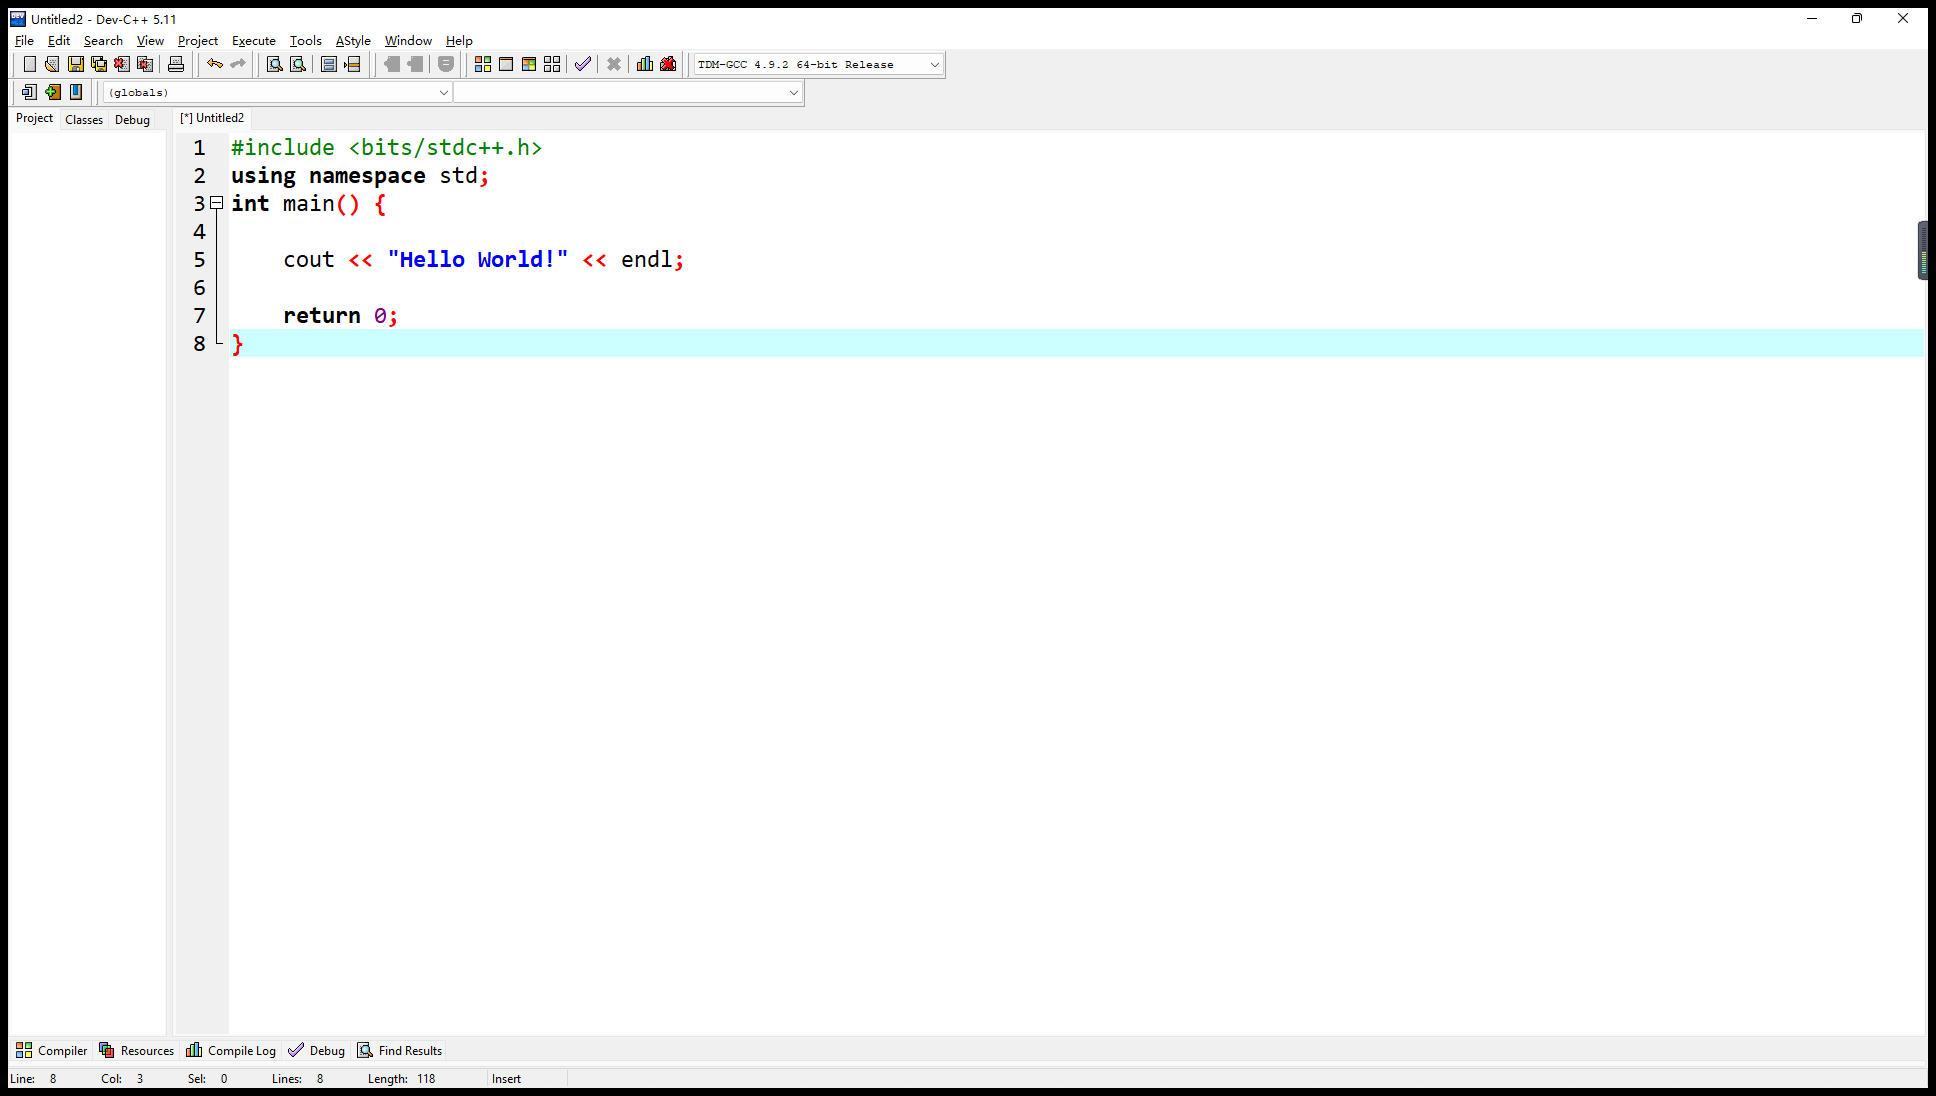 Untitled2 - Dev-C++ 5.11
File Edit Search View Project Execute Tools AStyle Window Help
TDM-GCC 4.9.2 64-bit Release
(globals)
Project Classes Debug [*] Untitled2
1 #include <bits/stdc++.h>
2 using namespace std;
3 int main() {
4
5 cout << "Hello World!" << endl;
6
7 return 0;
8 }
Compiler Resources Compile Log Debug Find Results
Line: 8 Col: 3 Sel: 0 Lines: 8 Length: 118 Insert